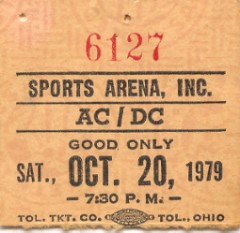 6127
SPORTS ARENA, INC.
AC/DC
GOOD ONLY
SAT., OCT. 20, 1979
- 7:30 P. M. -
TOL. TKT. CO. TOL., OHIO